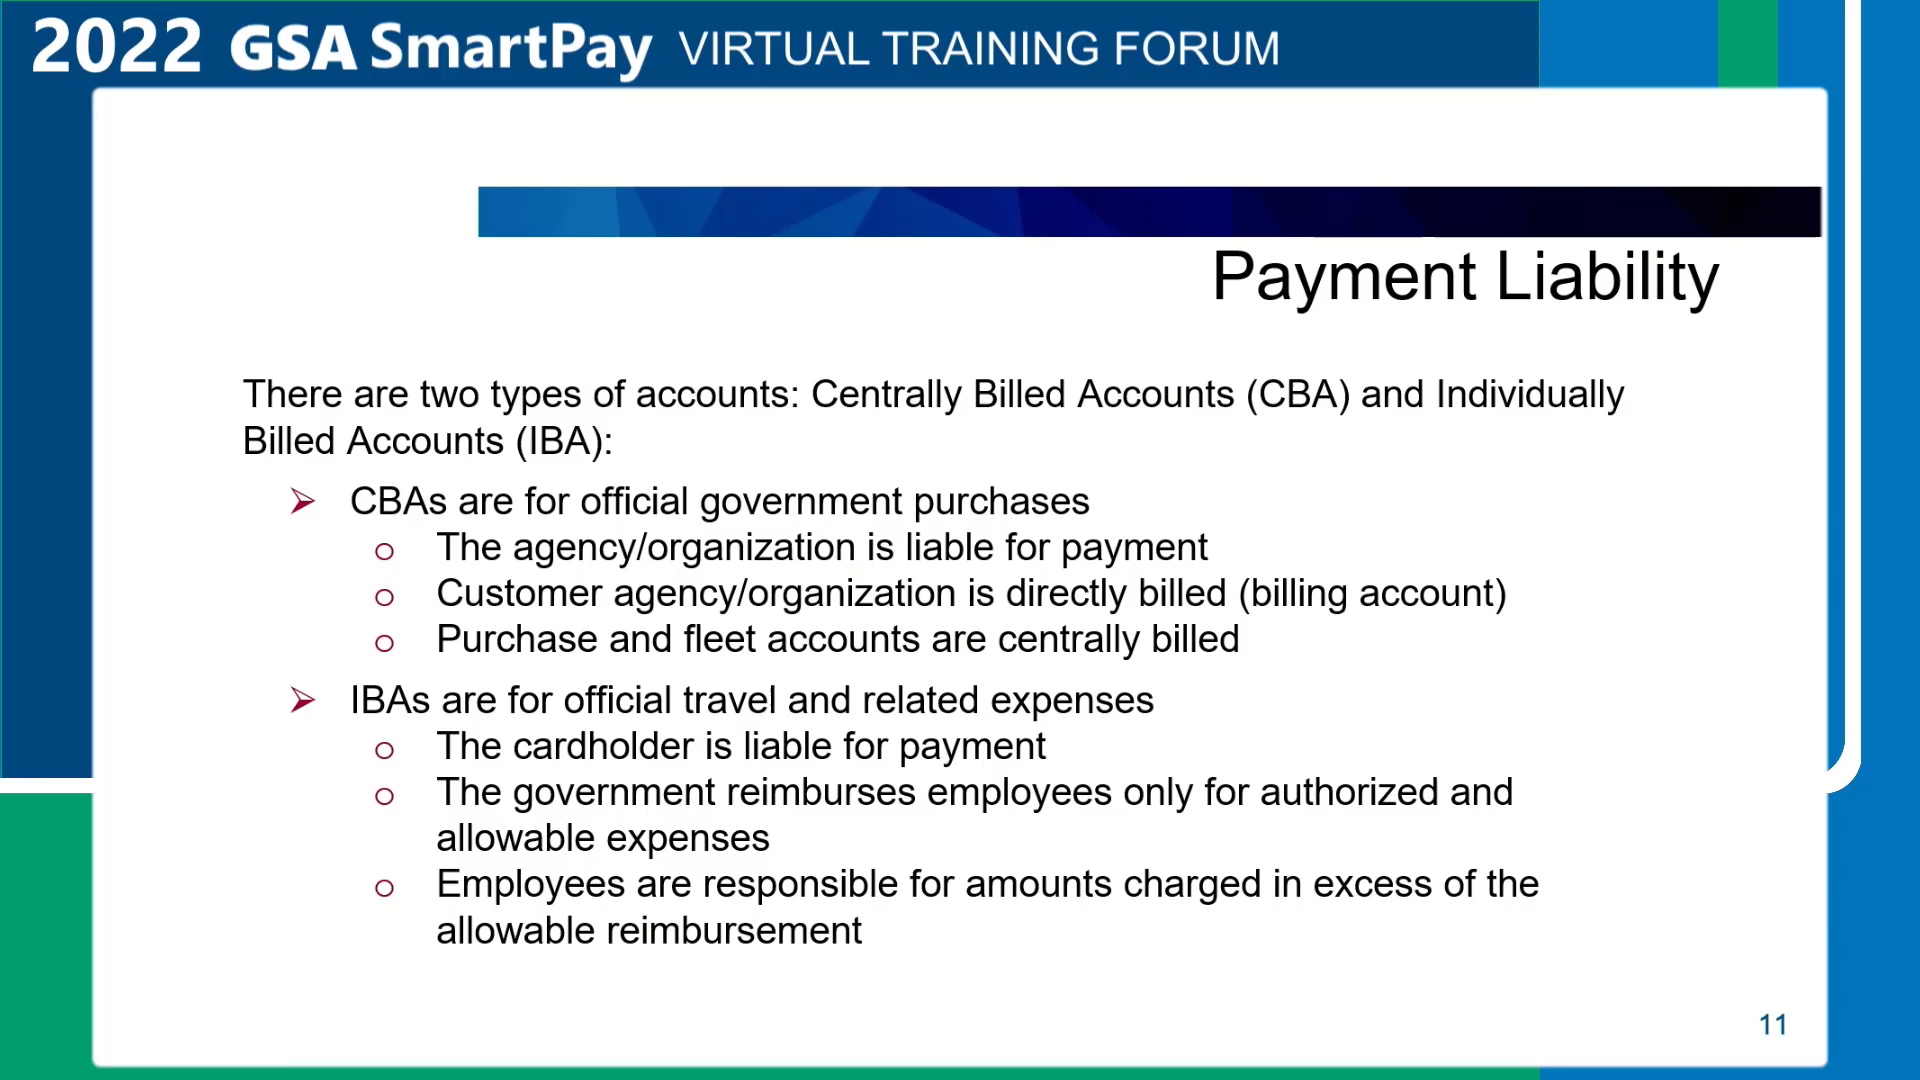 2022 GSA SmartPay VIRTUAL TRAINING FORUM
Payment Liability
There are two types of accounts: Centrally Billed Accounts (CBA) and Individually
Billed Accounts (IBA):
➢ CBAs are for official government purchases
o The agency/organization is liable for payment
o Customer agency/organization is directly billed (billing account)
o Purchase and fleet accounts are centrally billed
➢ IBAs are for official travel and related expenses
o The cardholder is liable for payment
o The government reimburses employees only for authorized and
allowable expenses
o Employees are responsible for amounts charged in excess of the
allowable reimbursement
11